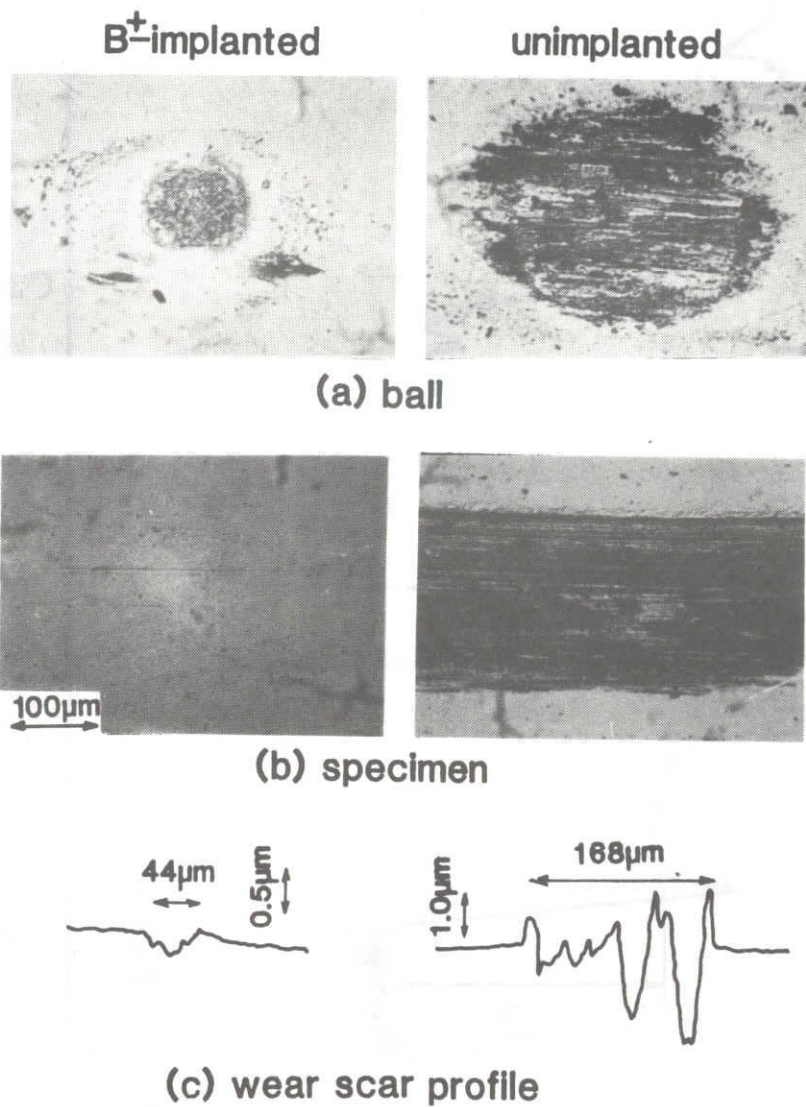 B⁺-implanted
unimplanted
(a) ball
100μm
(b) specimen
44μm
0.5μm
1.0μm
168μm
(c) wear scar profile